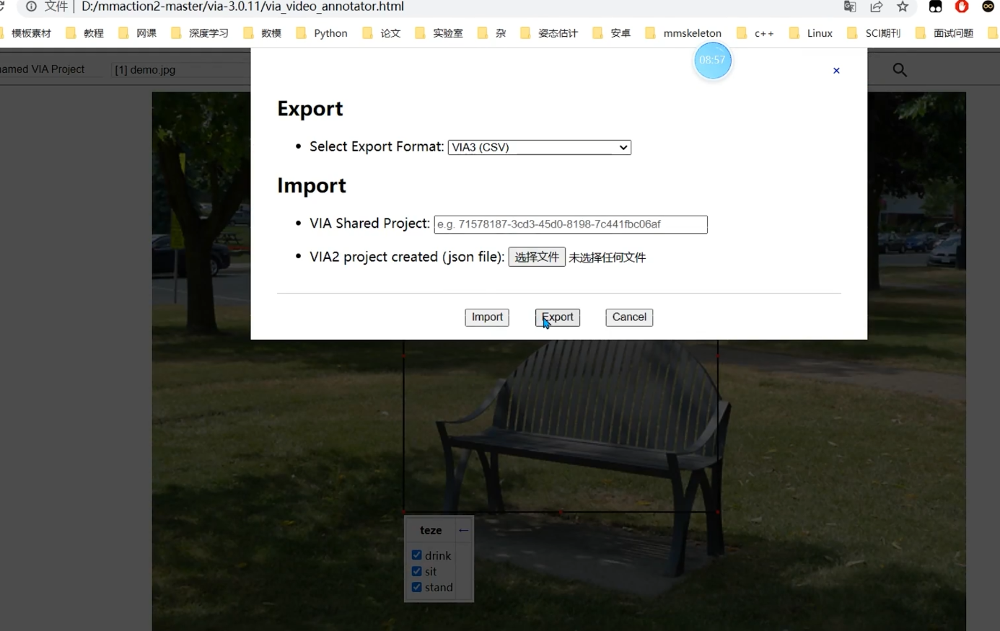 文件 D:/mmaction2-master/via-3.0.11/via_video_annotator.html
模板素材 教程 网课 深度学习 数模 Python 论文 实验室 杂 姿态估计 安卓 mmskeleton c++ Linux SCI期刊 面试问题
08:57
named VIA Project [1] demo.jpg
×
Export
Select Export Format: VIA3 (CSV)
Import
VIA Shared Project: e.g. 71578187-3cd3-45d0-8198-7c441fbc06af
VIA2 project created (json file): 选择文件 未选择任何文件
Import Export Cancel
teze ←
drink
sit
stand